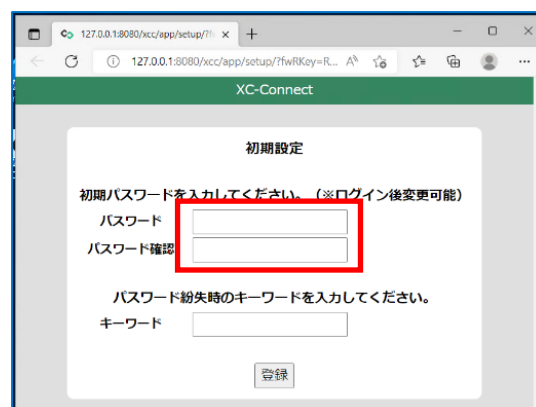 127.0.0.1:8080/xcc/app/setup/?f
127.0.0.1:8080/xcc/app/setup/?fwRKey=R...
XC-Connect
初期設定
初期パスワードを入力してください。（※ログイン後変更可能）
パスワード
パスワード確認
パスワード紛失時のキーワードを入力してください。
キーワード
登録